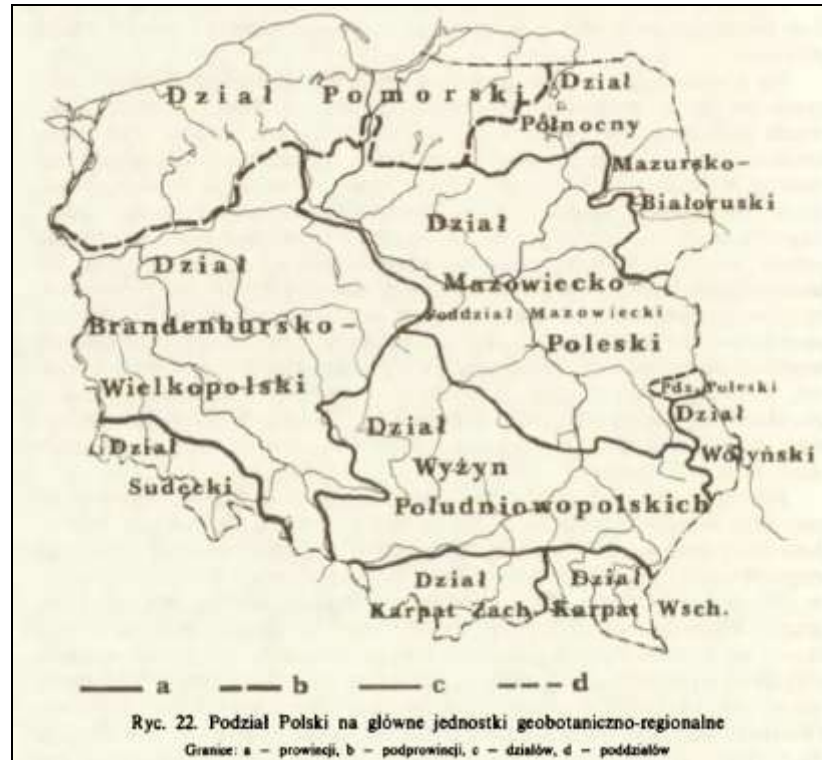 Dział Pomorski
Dział
Północny
Mazursko-
Białoruski
Dział
Mazowiecko-
Poddział Mazowiecki
-Poleski
Dział
Brandenbursko-
-Wielkopolski
Pdz. Poleski
Dział
Wołyński
Dział
Wyżyn
Południowopolskich
Dział
Sudecki
Dział
Karpat Zach.
Dział
Karpat Wsch.
a b c d
Ryc. 22. Podział Polski na główne jednostki geobotaniczno-regionalne
Granice: a – prowincji, b – podprowincji, c – działów, d – poddziałów